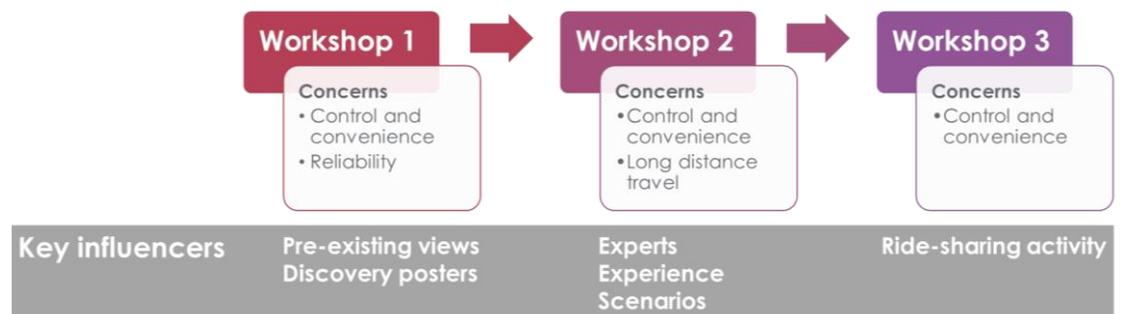 Workshop 1
Concerns
• Control and
convenience
• Reliability
Workshop 2
Concerns
•Control and
convenience
•Long distance
travel
Workshop 3
Concerns
•Control and
convenience
Key influencers
Pre-existing views
Discovery posters
Experts
Experience
Scenarios
Ride-sharing activity